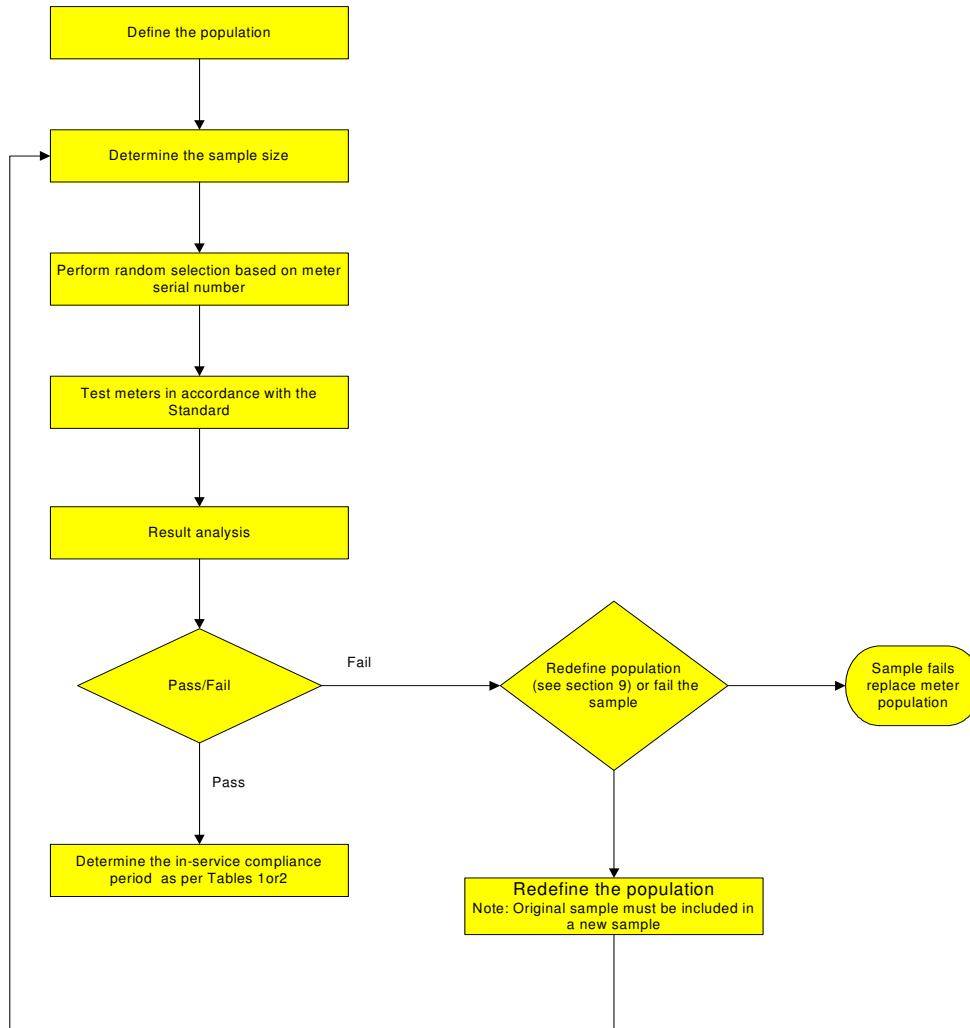 Define the population
Determine the sample size
Perform random selection based on meter
serial number
Test meters in accordance with the
Standard
Result analysis
Pass/Fail
Fail
Redefine population
(see section 9) or fail the
sample
Sample fails
replace meter
population
Pass
Determine the in-service compliance
period as per Tables 1or2
Redefine the population
Note: Original sample must be included in
a new sample